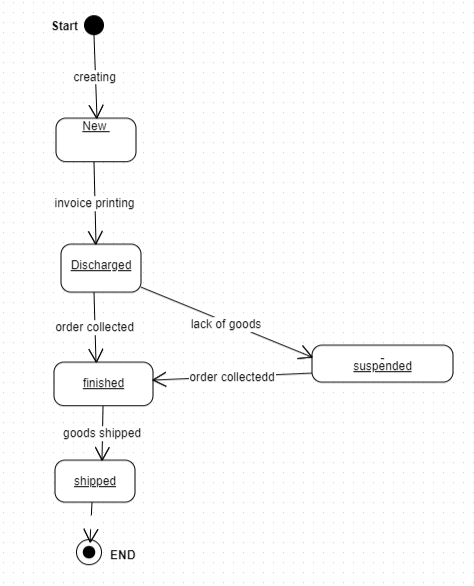 Start
creating
New
invoice printing
Discharged
order collected
lack of goods
suspended
finished
order collectedd
goods shipped
shipped
END